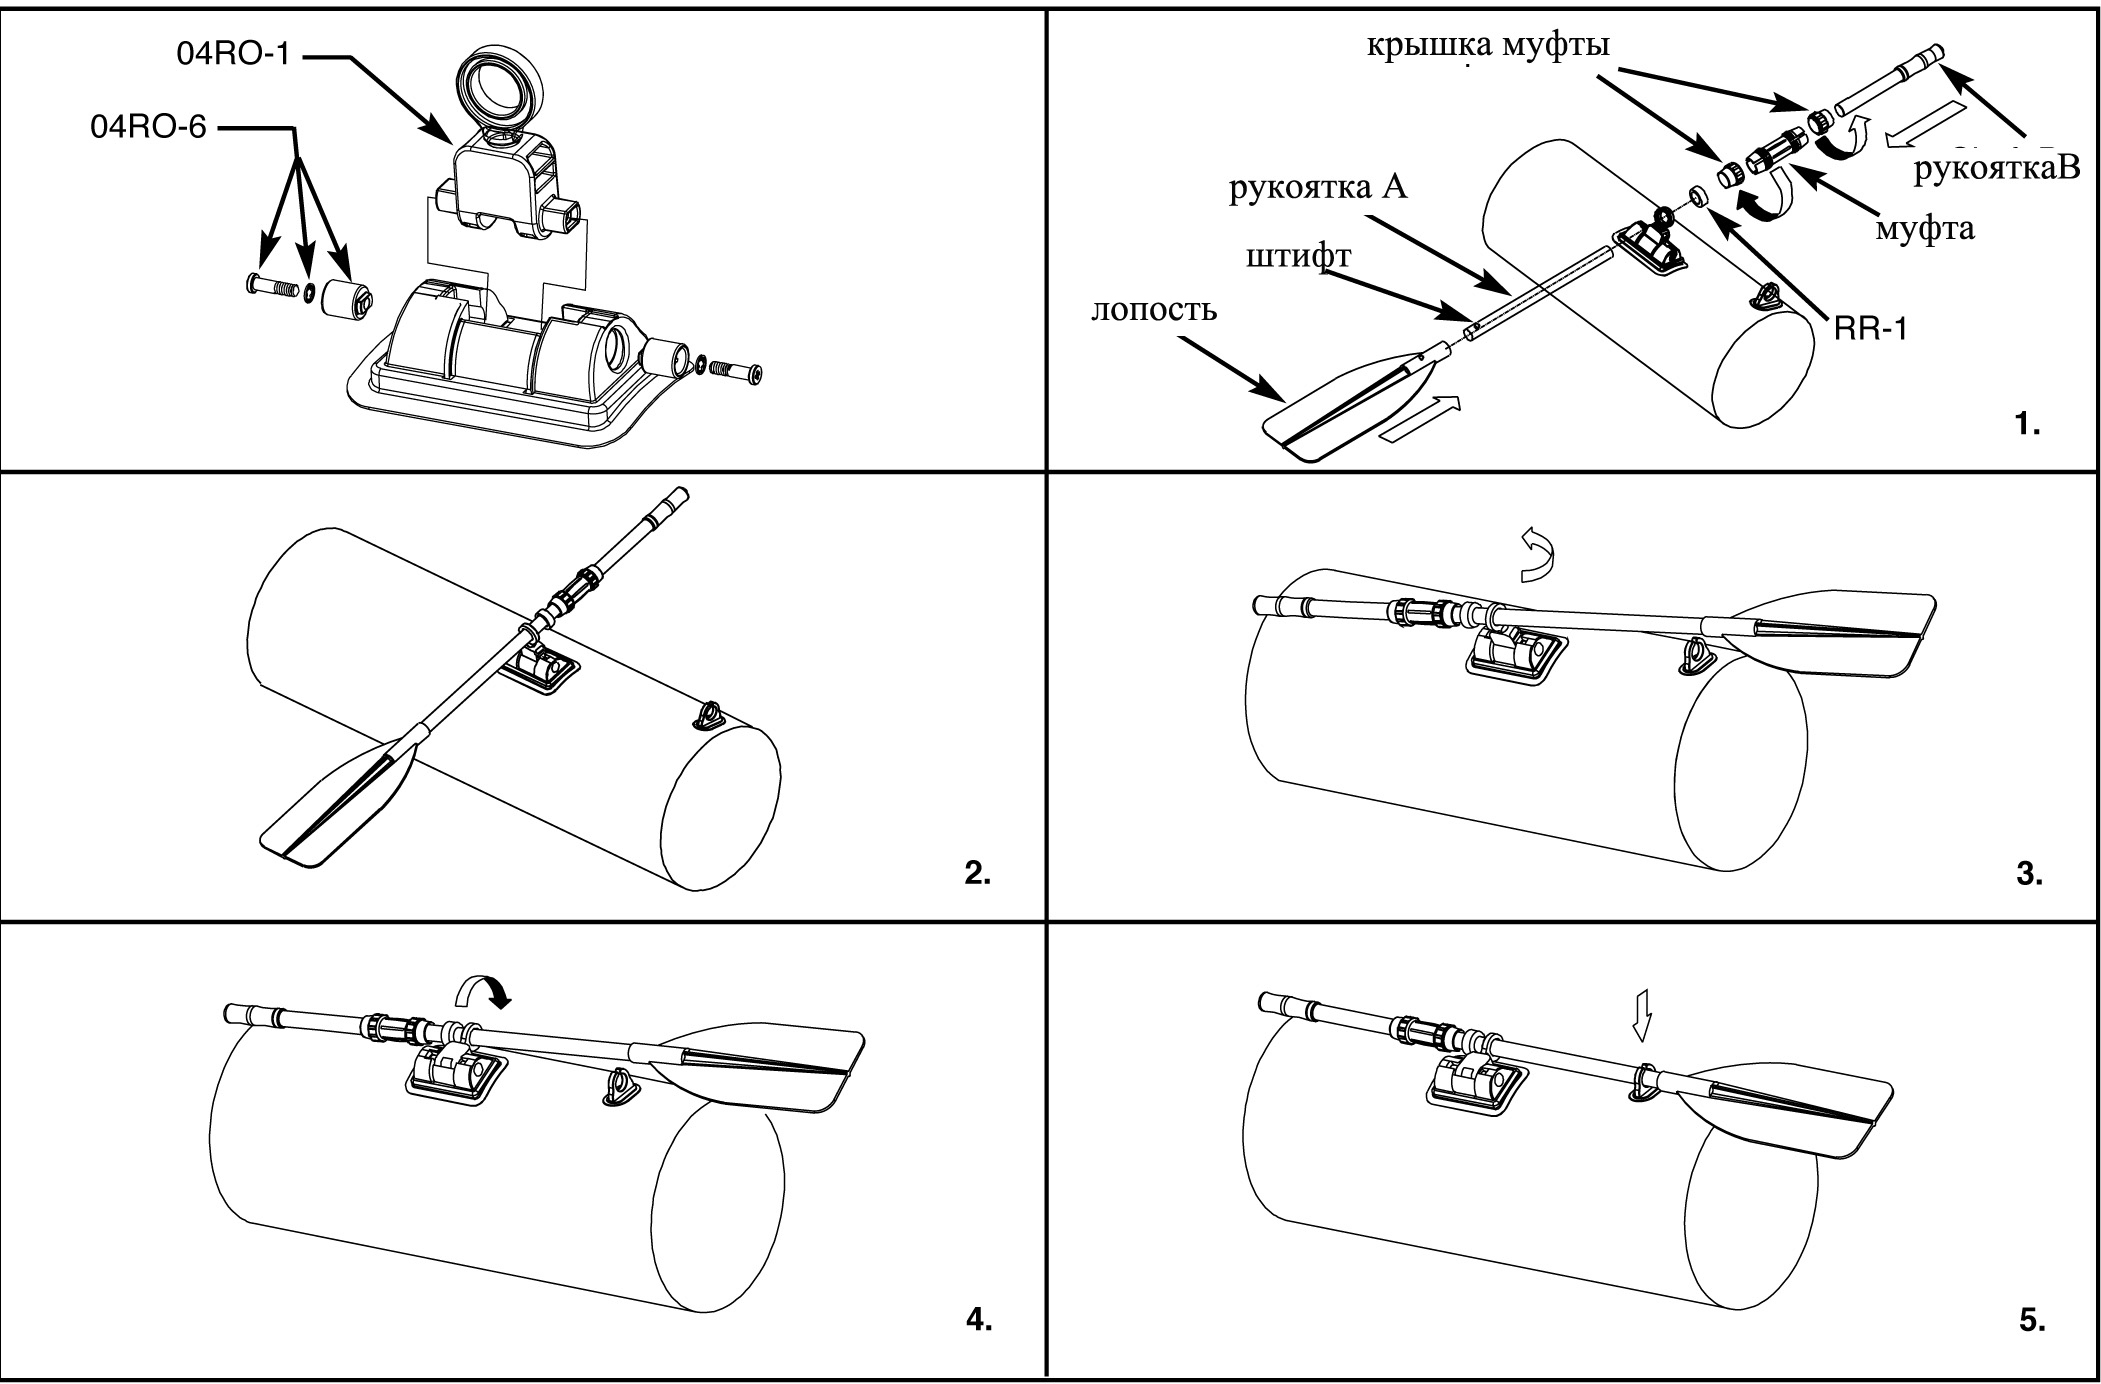 04RO-1
04RO-6
крышка муфты
рукояткаВ
рукоятка А
муфта
штифт
лопость
RR-1
1.
2.
3.
4.
5.